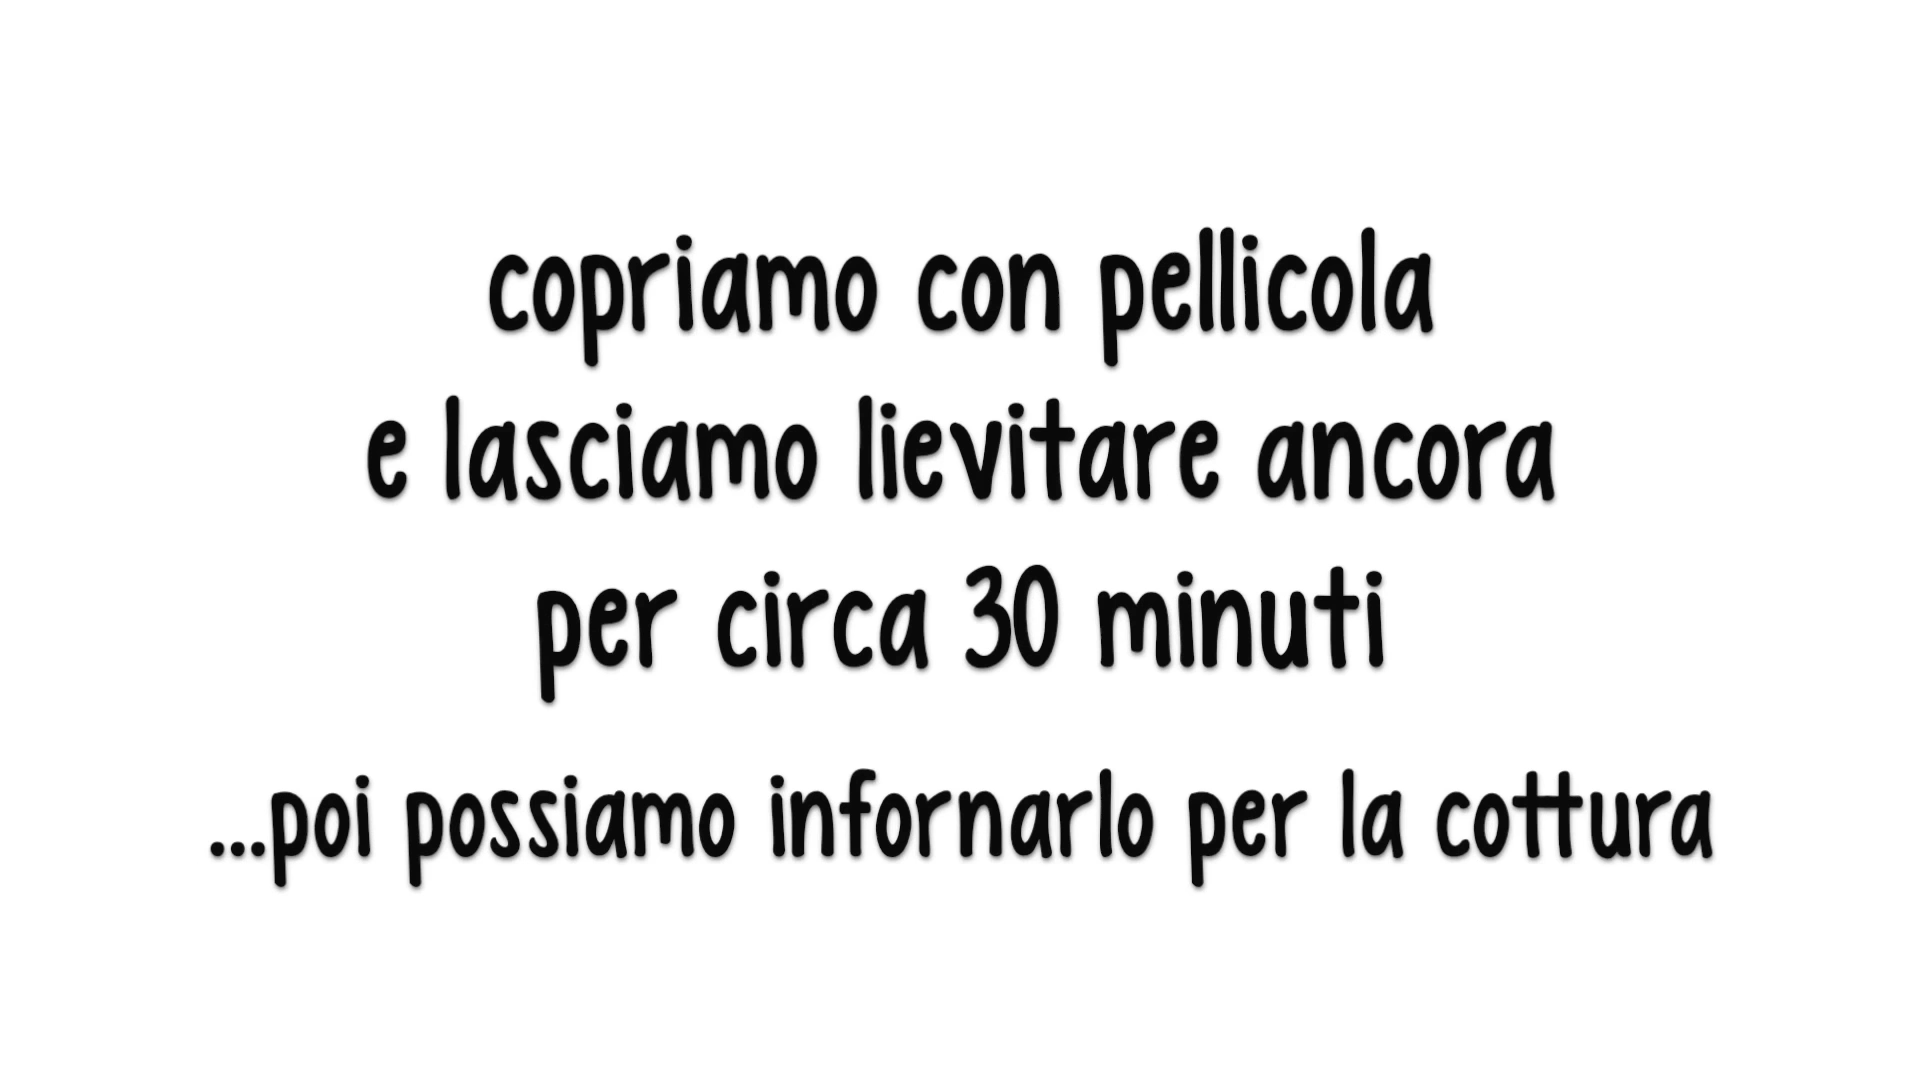 copriamo con pellicola
e lasciamo lievitare ancora
per circa 30 minuti
...poi possiamo infornarlo per la cottura